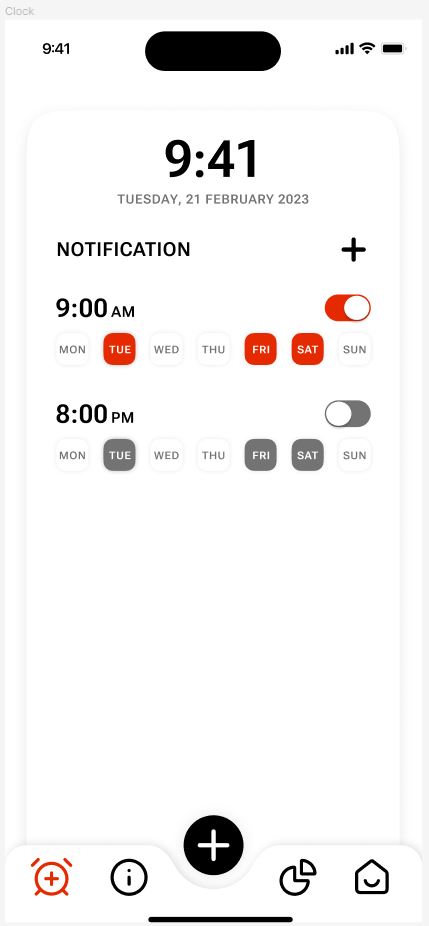 Clock
9:41
9:41
TUESDAY, 21 FEBRUARY 2023
NOTIFICATION
9:00 AM
MON TUE WED THU FRI SAT SUN
8:00 PM
MON TUE WED THU FRI SAT SUN